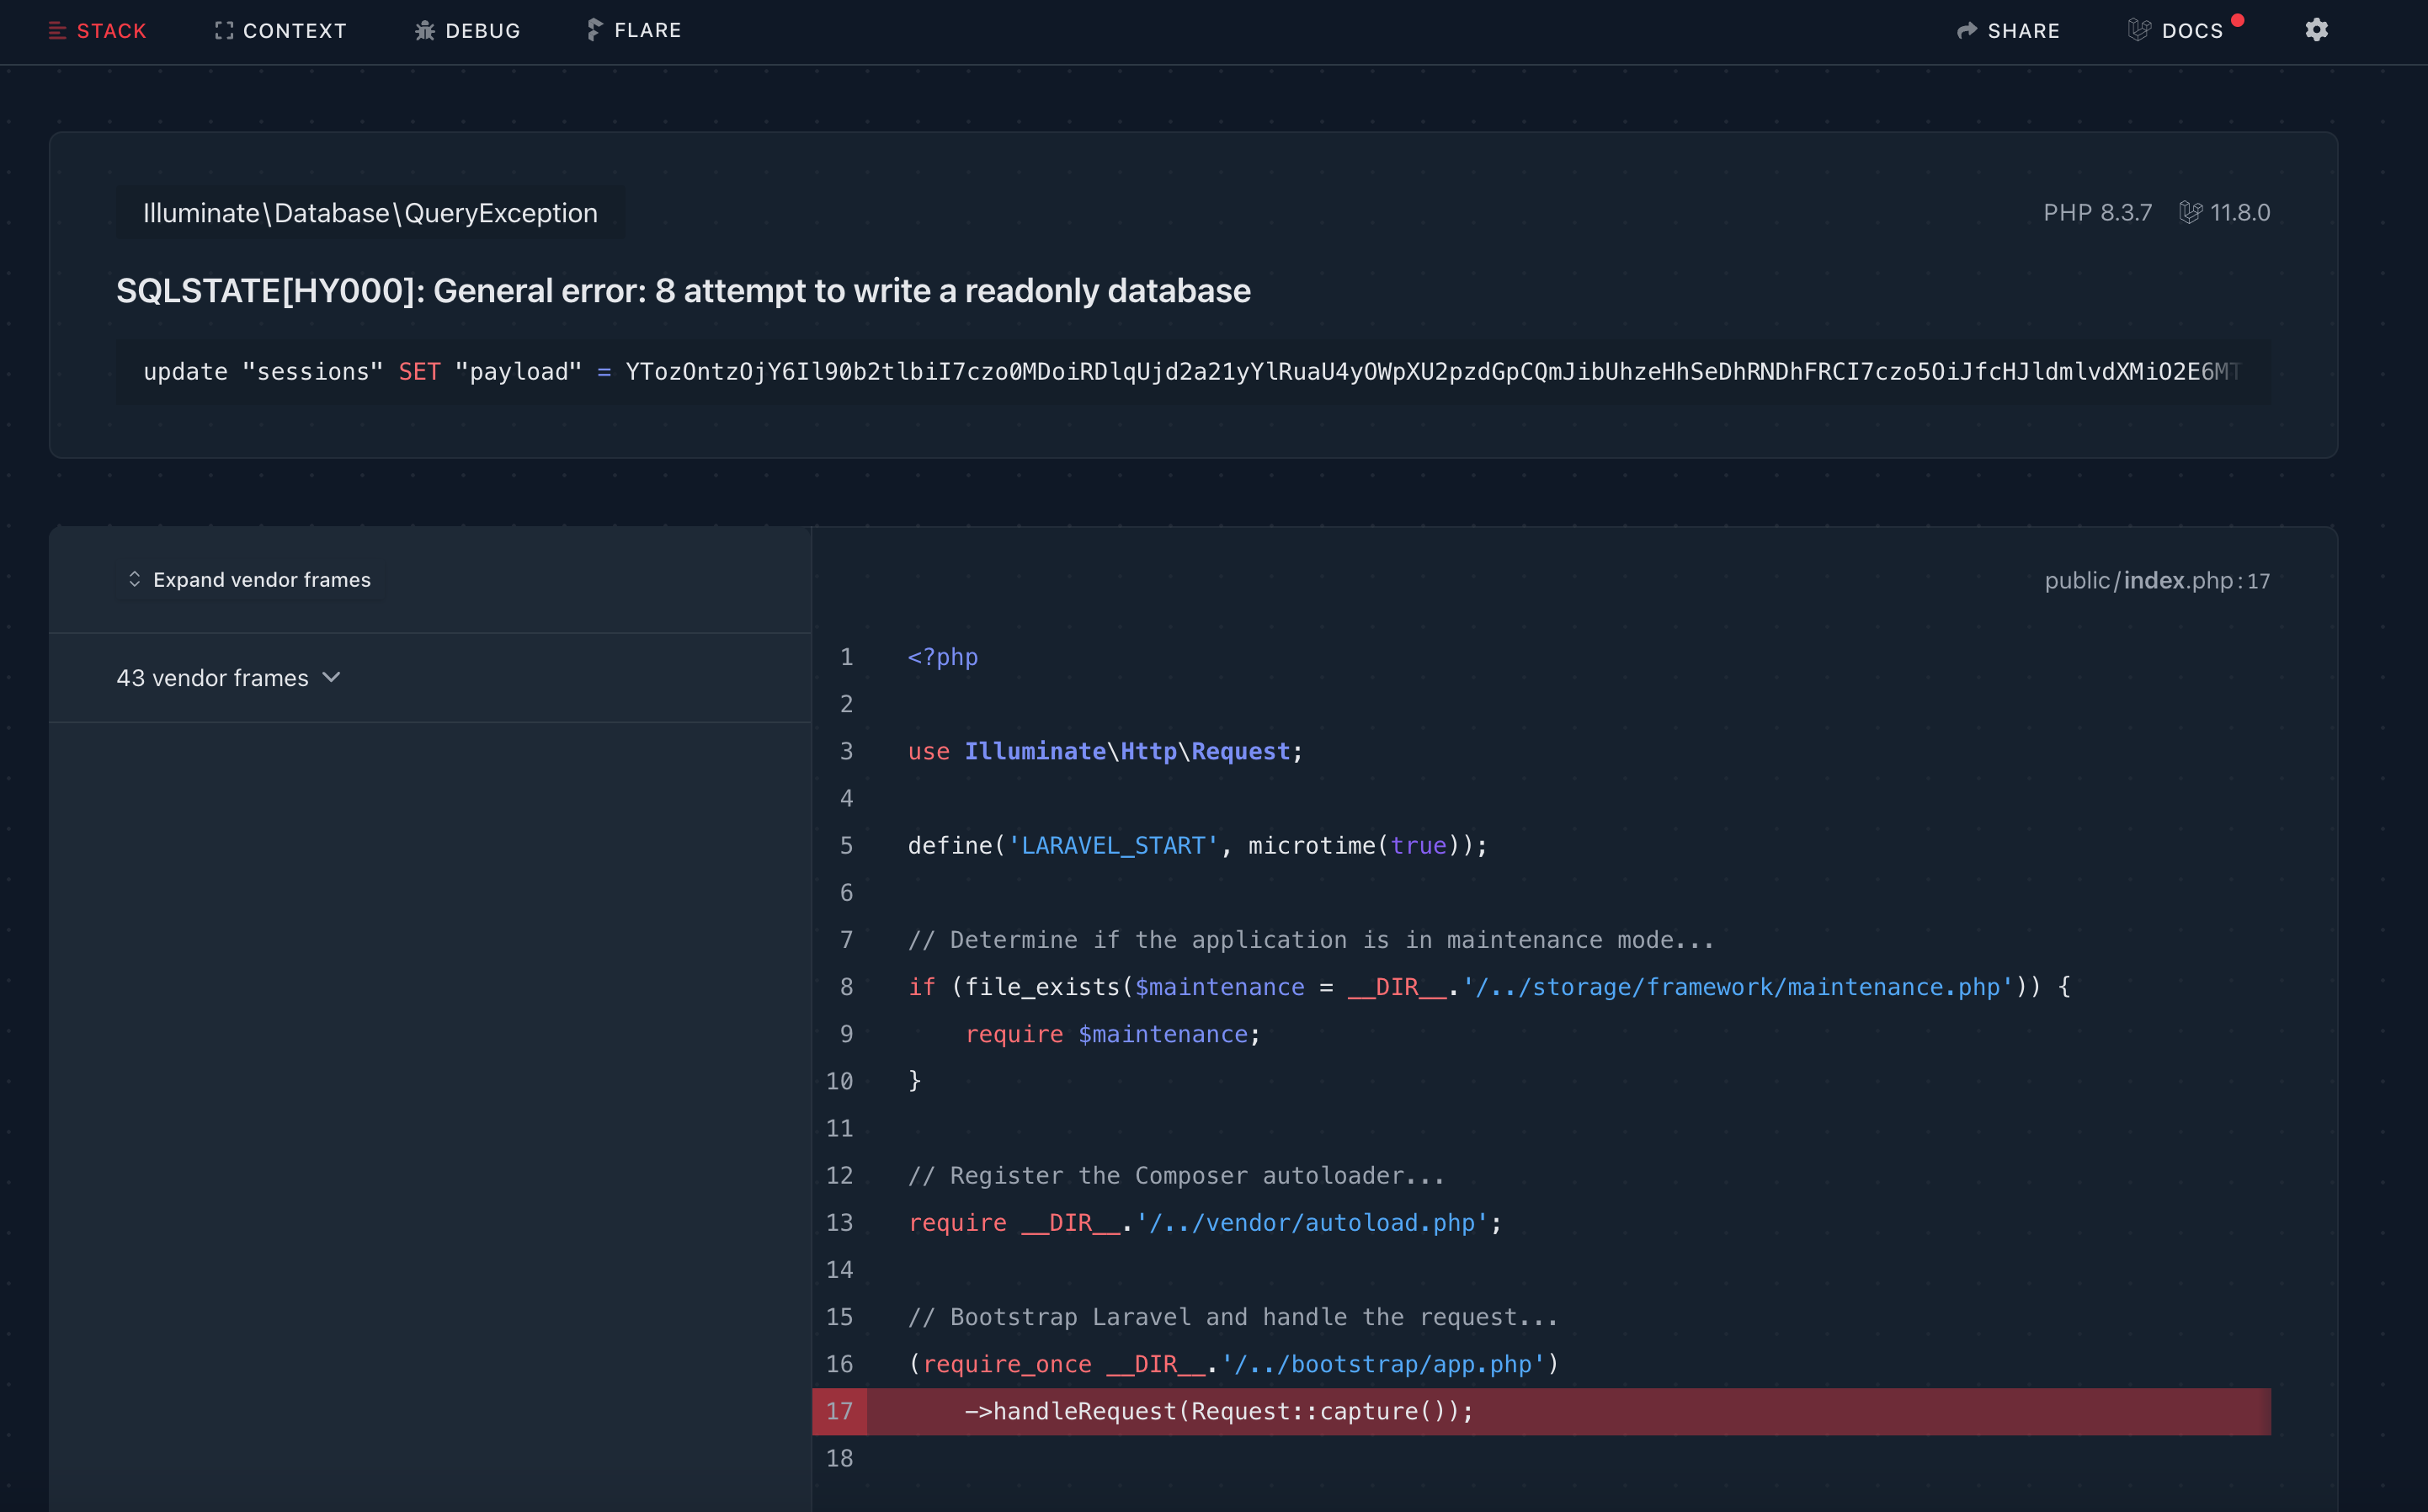 STACK CONTEXT DEBUG FLARE SHARE DOCS
Illuminate\Database\QueryException PHP 8.3.7 11.8.0
SQLSTATE[HY000]: General error: 8 attempt to write a readonly database
update "sessions" SET "payload" = YTozOntzOjY6Il90b2tlbiI7czo0MDoiRDlqUjd2a21yYlRuaU4yOWpXU2pzdGpCQmJibUhzeHhSeDhRNDhFRCI7czo5OiJfcHJldmlvdXMiO2E6MT
Expand vendor frames
43 vendor frames
public/index.php:17
1 <?php
2
3 use Illuminate\Http\Request;
4
5 define('LARAVEL_START', microtime(true));
6
7 // Determine if the application is in maintenance mode...
8 if (file_exists($maintenance = __DIR__.'/../storage/framework/maintenance.php')) {
9 require $maintenance;
10 }
11
12 // Register the Composer autoloader...
13 require __DIR__.'/../vendor/autoload.php';
14
15 // Bootstrap Laravel and handle the request...
16 (require_once __DIR__.'/../bootstrap/app.php')
17 ->handleRequest(Request::capture());
18